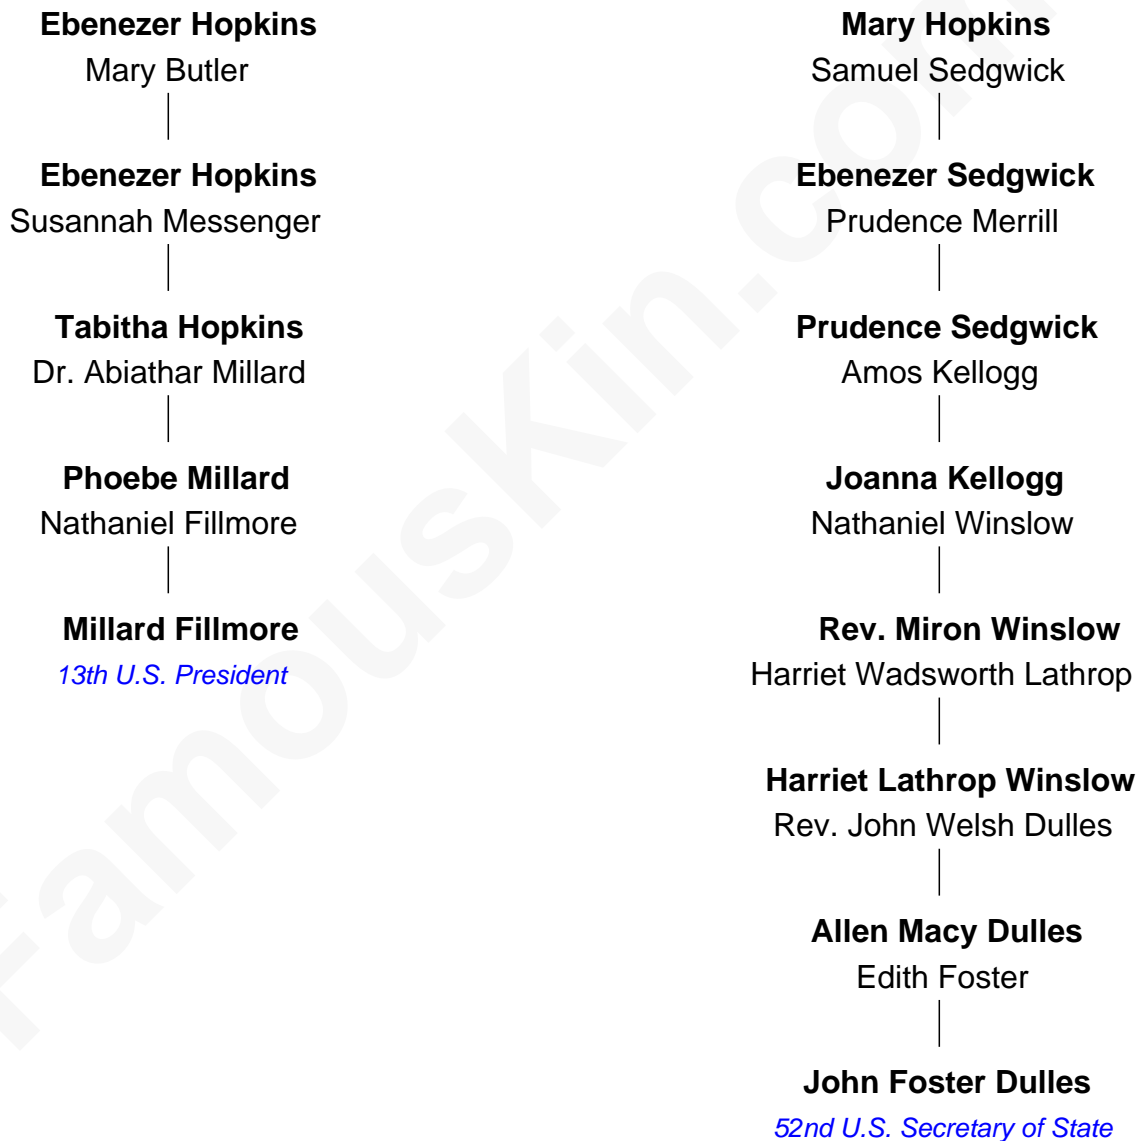 Ebenezer Hopkins
Mary Butler
Ebenezer Hopkins
Susannah Messenger
Tabitha Hopkins
Dr. Abiathar Millard
Phoebe Millard
Nathaniel Fillmore
Millard Fillmore
13th U.S. President
Mary Hopkins
Samuel Sedgwick
Ebenezer Sedgwick
Prudence Merrill
Prudence Sedgwick
Amos Kellogg
Joanna Kellogg
Nathaniel Winslow
Rev. Miron Winslow
Harriet Wadsworth Lathrop
Harriet Lathrop Winslow
Rev. John Welsh Dulles
Allen Macy Dulles
Edith Foster
John Foster Dulles
52nd U.S. Secretary of State
FamousKin.com